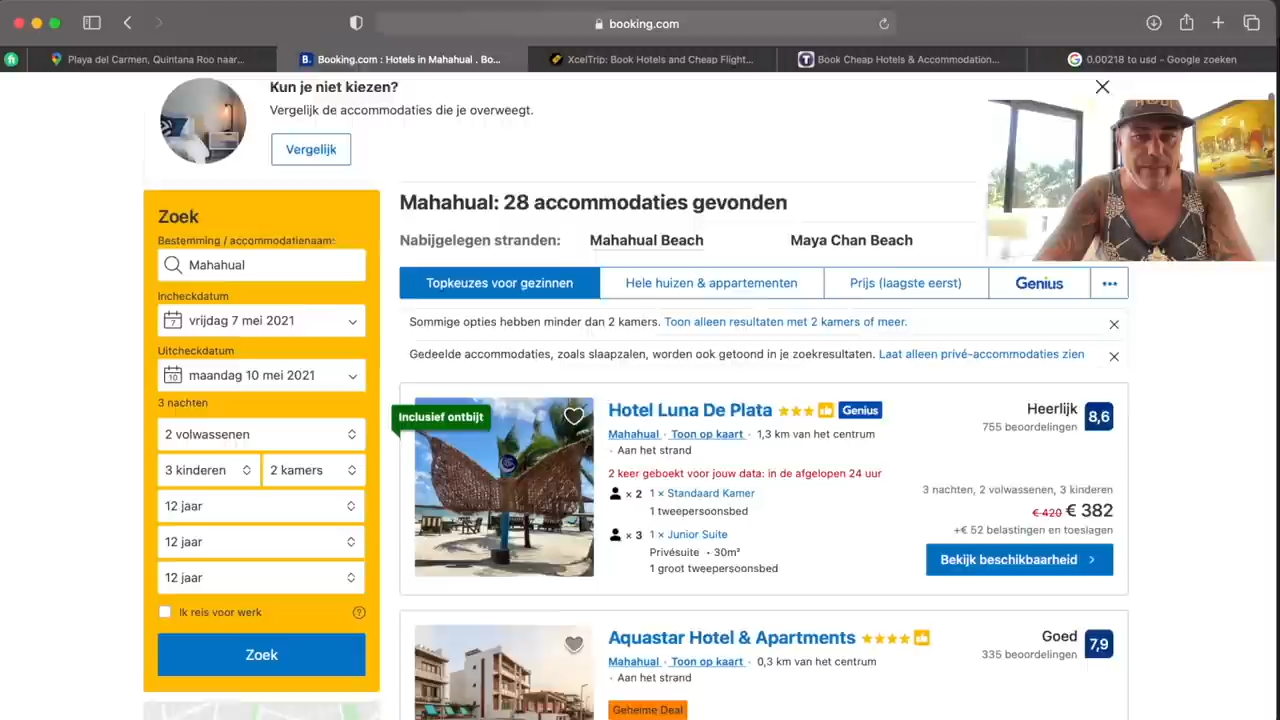 booking.com
fi
Playa del Carmen, Quintana Roo naar...
B. Booking.com : Hotels in Mahahual . Bo...
XcelTrip: Book Hotels and Cheap Flight...
T Book Cheap Hotels & Accommodation...
G 0.00218 to usd - Google zoeken
Kun je niet kiezen?
Vergelijk de accommodaties die je overweegt.
Vergelijk
Zoek
Bestemming / accommodatienaam:
Mahahual
Incheckdatum
7 vrijdag 7 mei 2021
Uitcheckdatum
10 maandag 10 mei 2021
3 nachten
2 volwassenen
3 kinderen 2 kamers
12 jaar
12 jaar
12 jaar
Ik reis voor werk
Zoek
Mahahual: 28 accommodaties gevonden
Nabijgelegen stranden: Mahahual Beach Maya Chan Beach
Topkeuzes voor gezinnen Hele huizen & appartementen Prijs (laagste eerst) Genius
Sommige opties hebben minder dan 2 kamers. Toon alleen resultaten met 2 kamers of meer.
Gedeelde accommodaties, zoals slaapzalen, worden ook getoond in je zoekresultaten. Laat alleen privé-accommodaties zien
Inclusief ontbijt
Hotel Luna De Plata Genius
Mahahual · Toon op kaart · 1,3 km van het centrum
· Aan het strand
2 keer geboekt voor jouw data: in de afgelopen 24 uur
× 2 1 × Standaard Kamer
1 tweepersoonsbed
× 3 1 × Junior Suite
Privésuite · 30m²
1 groot tweepersoonsbed
Heerlijk 8,6
755 beoordelingen
3 nachten, 2 volwassenen, 3 kinderen
€ 420 € 382
+€ 52 belastingen en toeslagen
Bekijk beschikbaarheid
Aquastar Hotel & Apartments
Mahahual · Toon op kaart · 0,3 km van het centrum
· Aan het strand
Geheime Deal
Goed 7,9
335 beoordelingen